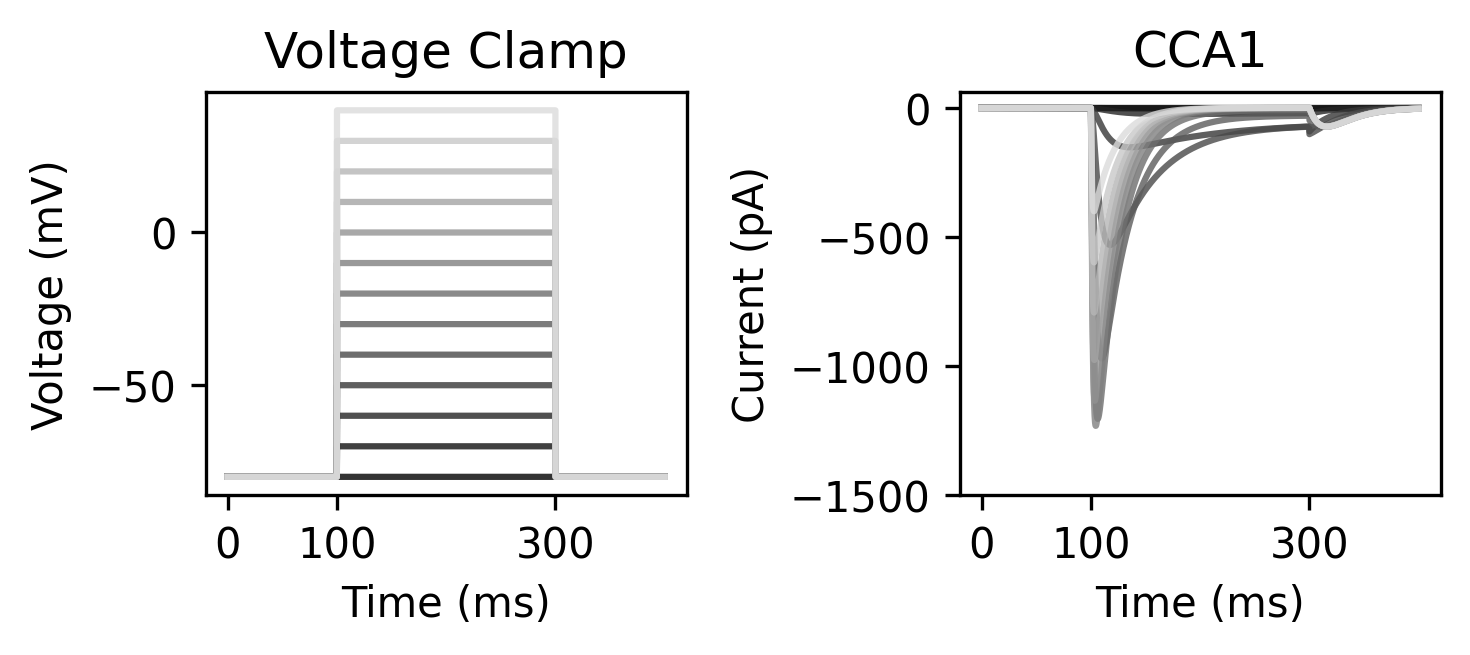 Voltage Clamp
Voltage (mV)
0
−50
0
100
300
Time (ms)
CCA1
Current (pA)
0
−500
−1000
−1500
0
100
300
Time (ms)